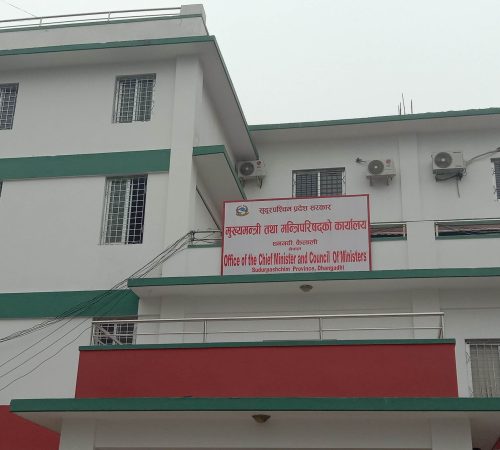 सुदूरपश्चिम प्रदेश सरकार
मुख्यमन्त्री तथा मन्त्रिपरिषद्को कार्यालय
धनगढी कैलाली
नेपाल
Office of the Chief Minister and Council Of Ministers
Sudurpashchim Province, Dhangadhi